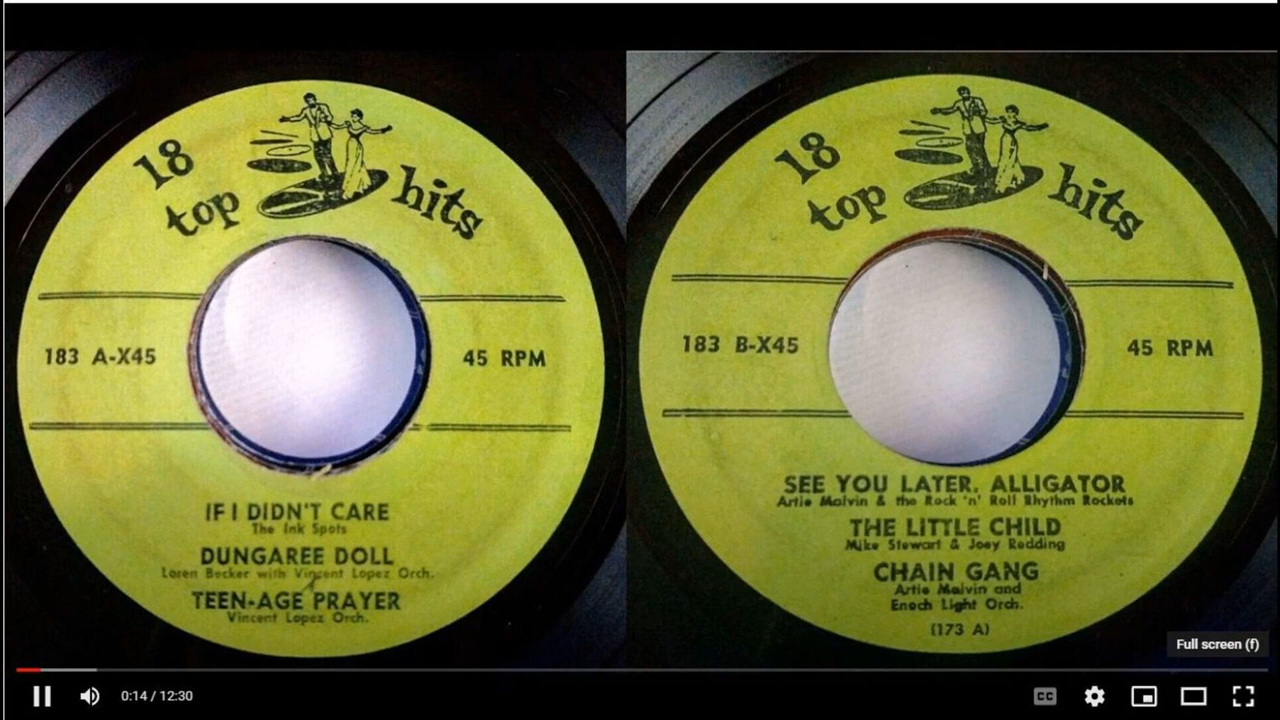 18
top hits
183 A-X45
45 RPM
IF I DIDN'T CARE
The Ink Spots
DUNGAREE DOLL
Loren Becker with Vincent Lopez Orch.
TEEN-AGE PRAYER
Vincent Lopez Orch.
18
top hits
183 B-X45
45 RPM
SEE YOU LATER, ALLIGATOR
Artie Malvin & the Rock 'n' Roll Rhythm Rockets
THE LITTLE CHILD
Mike Stewart & Joey Redding
CHAIN GANG
Artie Malvin and
Enoch Light Orch.
(173 A)
Full screen (f)
0:14 / 12:30
CC